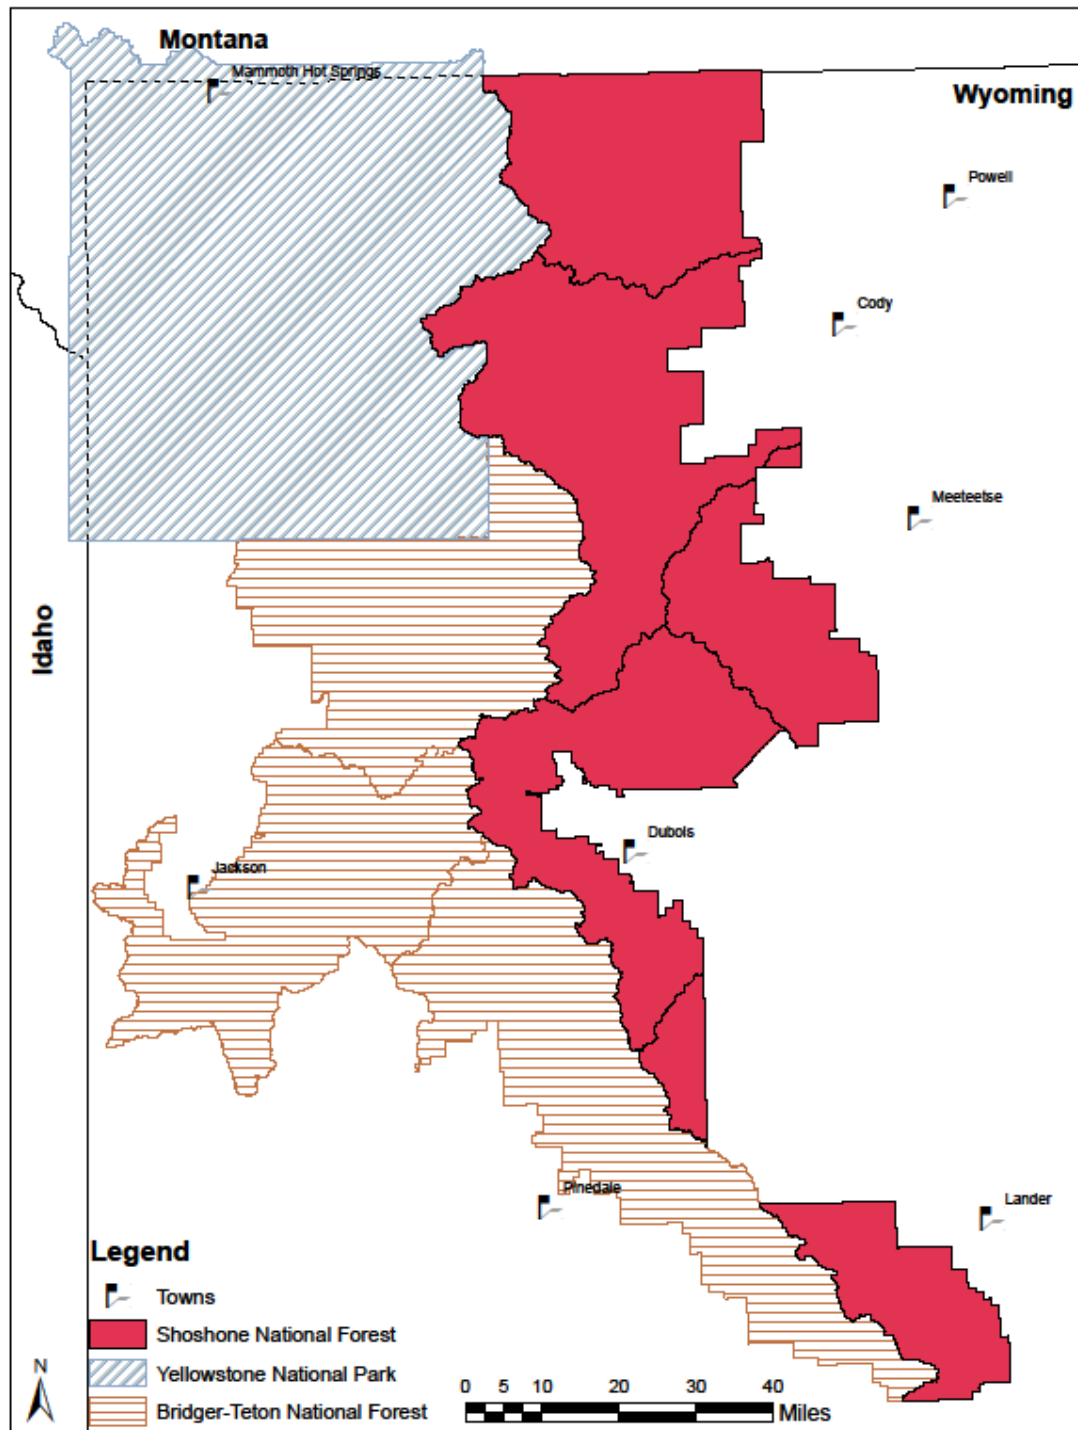 Montana
Mammoth Hot Springs
Wyoming
Powell
Cody
Meeteetse
Idaho
Dubois
Jackson
Pinedale
Lander
Legend
Towns
Shoshone National Forest
Yellowstone National Park
Bridger-Teton National Forest
N
0 5 10 20 30 40
Miles